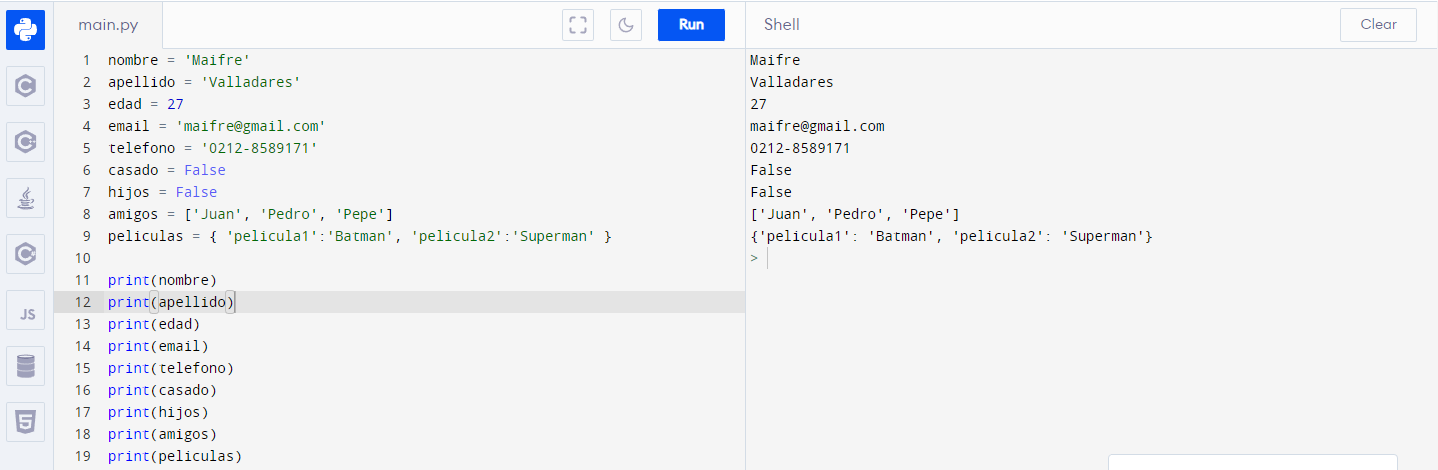 main.py
Run
Shell
Clear
1 nombre = 'Maifre'
2 apellido = 'Valladares'
3 edad = 27
4 email = 'maifre@gmail.com'
5 telefono = '0212-8589171'
6 casado = False
7 hijos = False
8 amigos = ['Juan', 'Pedro', 'Pepe']
9 peliculas = { 'pelicula1':'Batman', 'pelicula2':'Superman' }
10
11 print(nombre)
12 print(apellido)
13 print(edad)
14 print(email)
15 print(telefono)
16 print(casado)
17 print(hijos)
18 print(amigos)
19 print(peliculas)
Maifre
Valladares
27
maifre@gmail.com
0212-8589171
False
False
['Juan', 'Pedro', 'Pepe']
{'pelicula1': 'Batman', 'pelicula2': 'Superman'}
>
C
C++
C#
JS
5